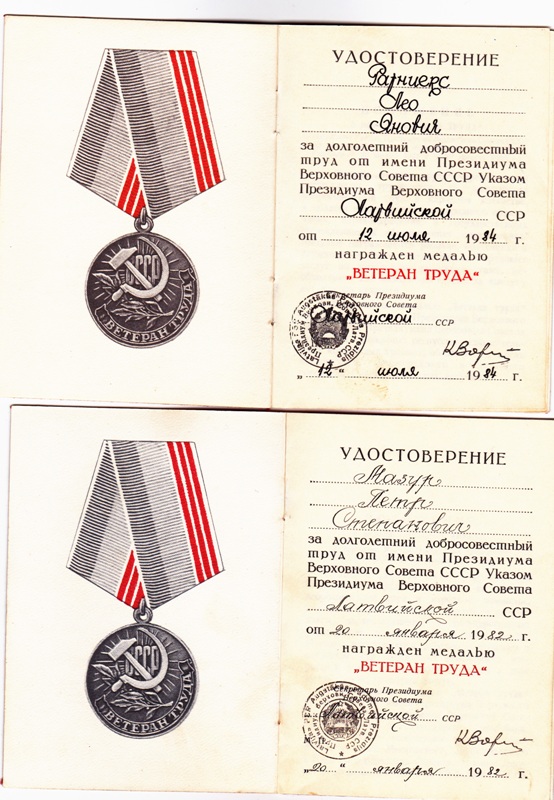 СССР
ВЕТЕРАН ТРУДА
УДОСТОВЕРЕНИЕ
Лео
Янович
за долголетний добросовестный
труд от имени Президиума
Верховного Совета СССР Указом
Президиума Верховного Совета
Латвийской ССР
от 12 июля 1984 г.
награжден медалью
„ВЕТЕРАН ТРУДА“
Секретарь Президиума
Верховного Совета
Латвийской ССР
„12“ июля 1984 г.
СССР
ВЕТЕРАН ТРУДА
УДОСТОВЕРЕНИЕ
Мазур
Петр
Степанович
за долголетний добросовестный
труд от имени Президиума
Верховного Совета СССР Указом
Президиума Верховного Совета
Латвийской ССР
от 20 января 1982 г.
награжден медалью
„ВЕТЕРАН ТРУДА“
Секретарь Президиума
Верховного Совета
Латвийской ССР
„20“ января 1982 г.